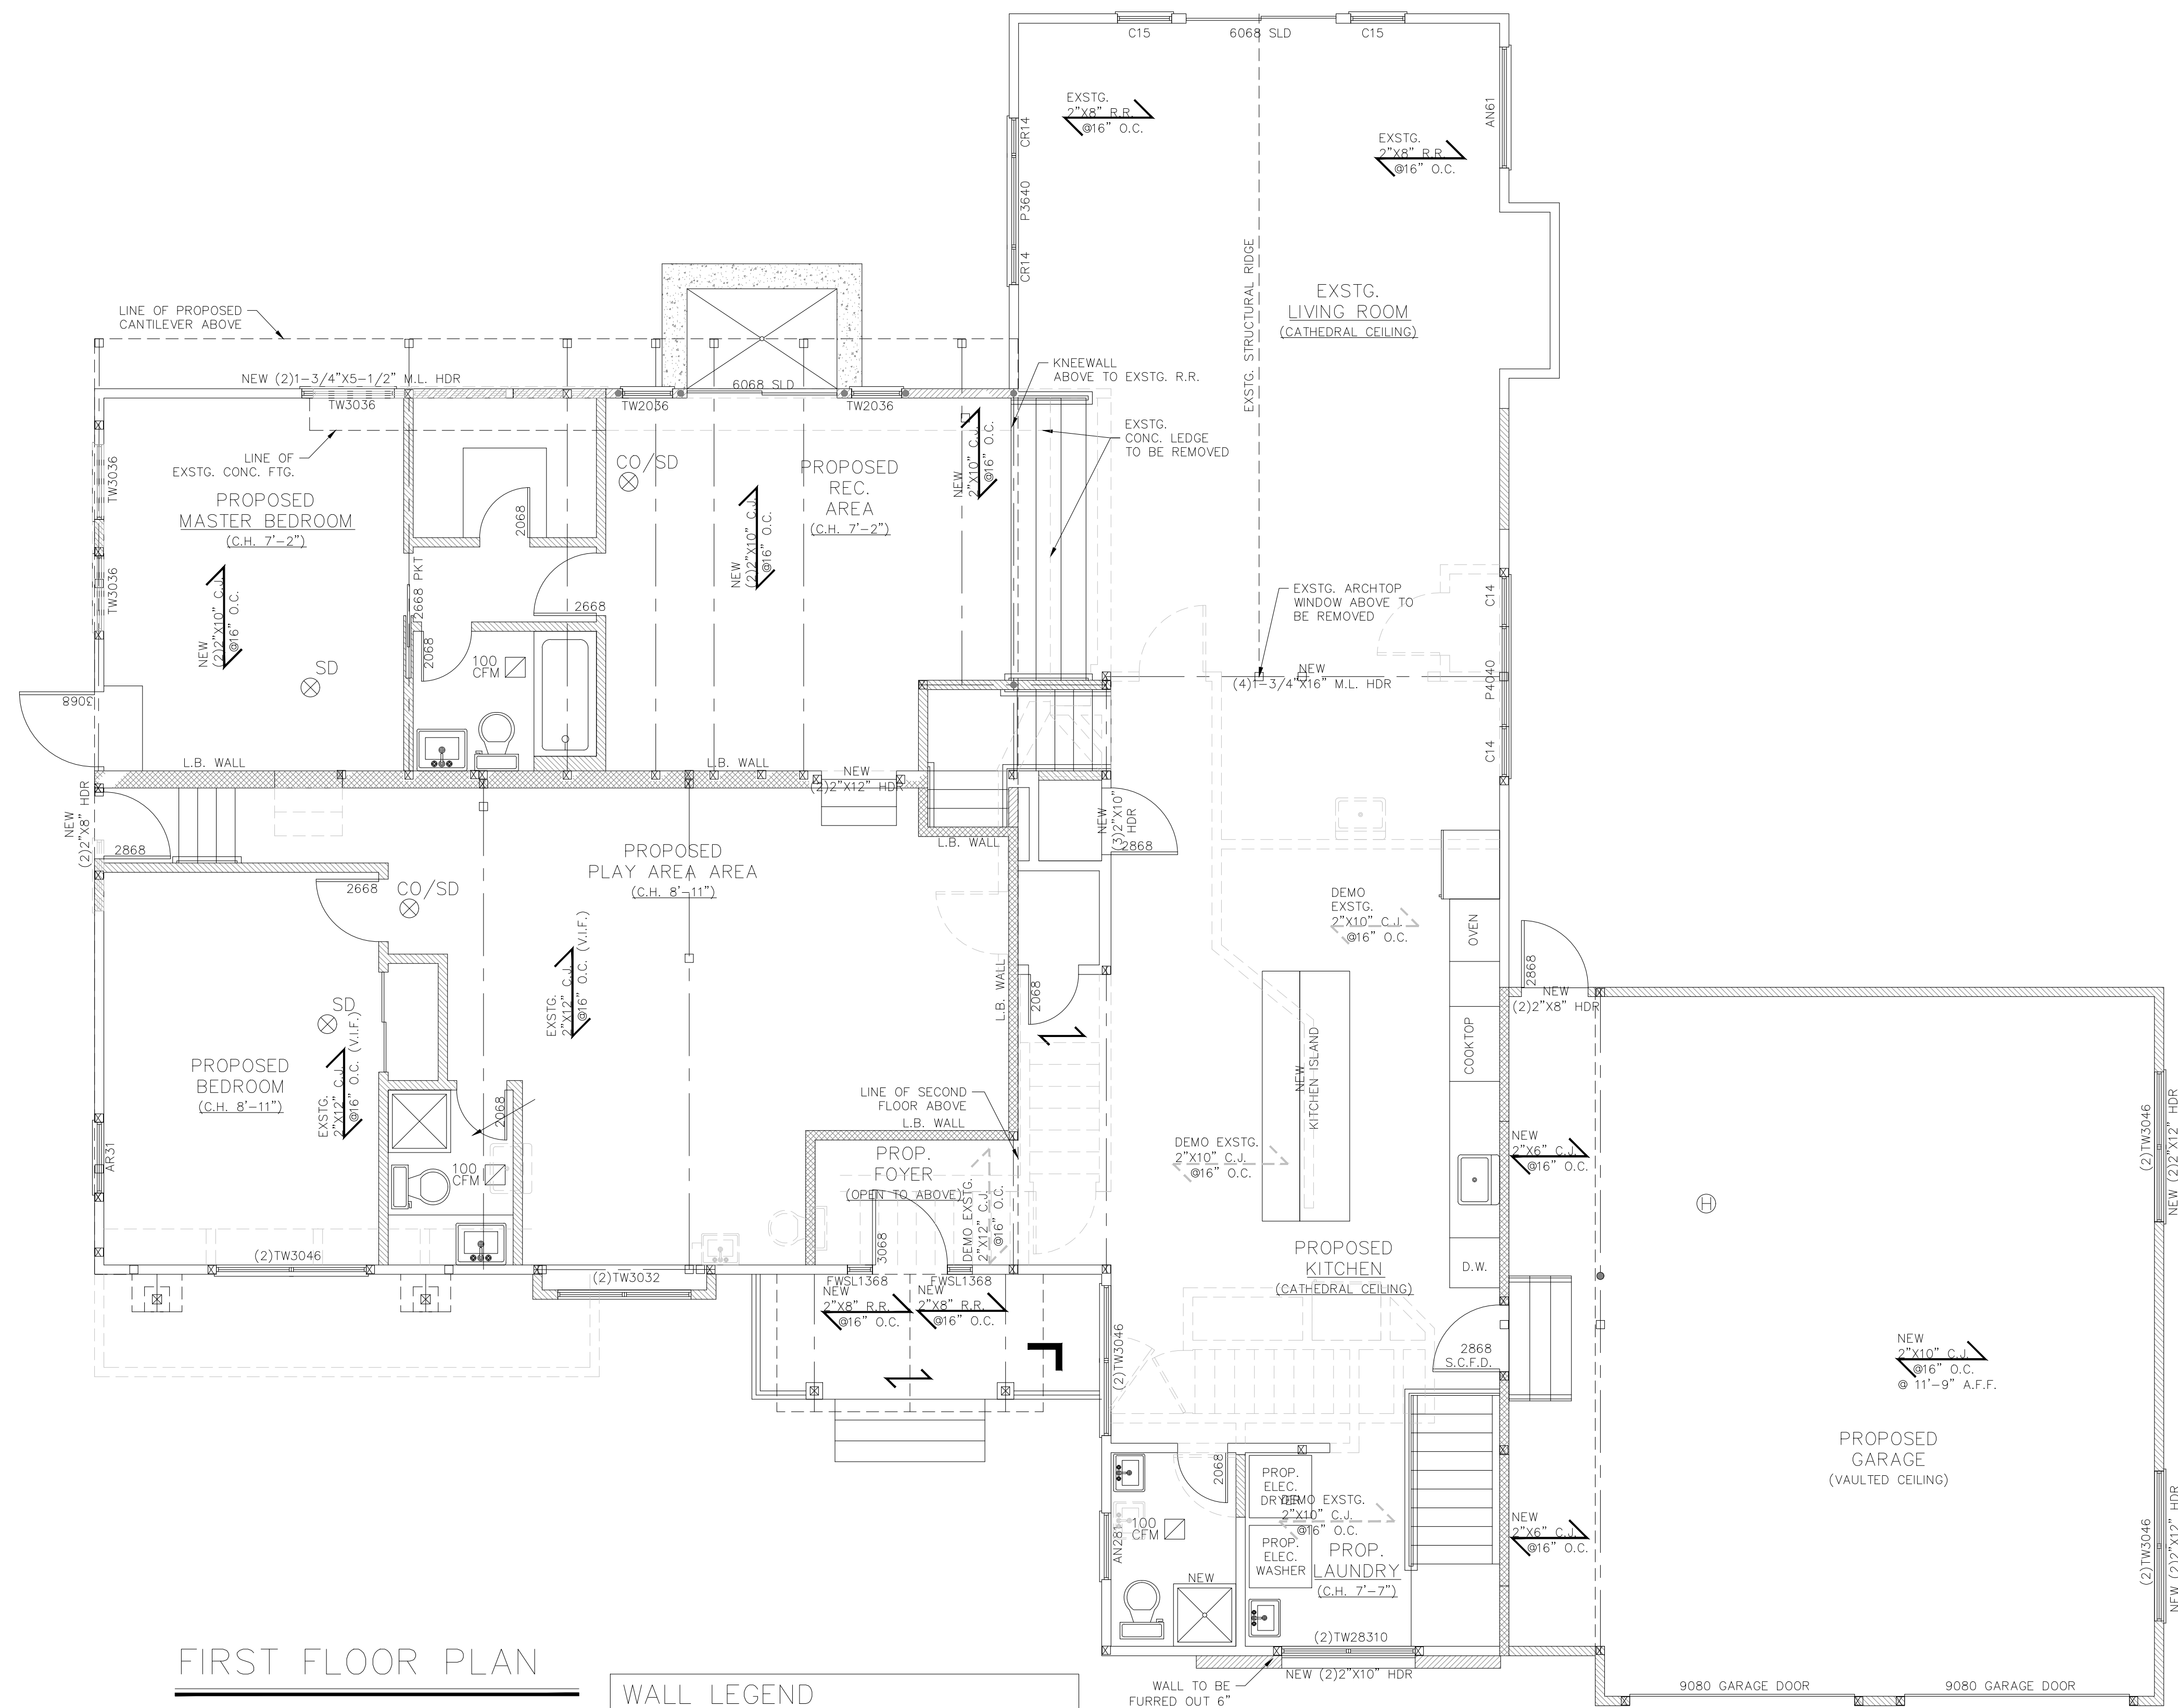 C15
6068 SLD
C15
EXSTG.
2"X8" R.R.
@16" O.C.
CR14
P3640
CR14
EXSTG.
2"X8" R.R.
@16" O.C.
AN61
EXSTG. STRUCTURAL RIDGE
EXSTG.
LIVING ROOM
(CATHEDRAL CEILING)
LINE OF PROPOSED
CANTILEVER ABOVE
NEW (2)1-3/4"X5-1/2" M.L. HDR
TW3036
6068 SLD
TW2036
TW2036
KNEEWALL
ABOVE TO EXSTG. R.R.
EXSTG.
CONC. LEDGE
TO BE REMOVED
LINE OF
EXSTG. CONC. FTG.
TW3036
TW3036
PROPOSED
MASTER BEDROOM
(C.H. 7'-2")
NEW
(2)2"X10" C.J.
@16" O.C.
SD
3068
CO/SD
2068
2668 PKT
2668
2068
100
CFM
PROPOSED
REC.
AREA
(C.H. 7'-2")
NEW
(2)2"X10" C.J.
@16" O.C.
NEW
2"X10" C.J.
@16" O.C.
EXSTG. ARCHTOP
WINDOW ABOVE TO
BE REMOVED
NEW
(4)1-3/4"X16" M.L. HDR
C14
P4040
C14
L.B. WALL
L.B. WALL
NEW
(2)2"X12" HDR
NEW
(2)2"X8" HDR
2868
L.B. WALL
NEW
(3)2"X10"
HDR
2868
PROPOSED
PLAY AREA AREA
(C.H. 8'-11")
2668
CO/SD
EXSTG.
2"X12" C.J.
@16" O.C. (V.I.F.)
L.B. WALL
2068
DEMO
EXSTG.
2"X10" C.J.
@16" O.C.
OVEN
COOKTOP
2868
NEW
(2)2"X8" HDR
SD
PROPOSED
BEDROOM
(C.H. 8'-11")
EXSTG.
2"X12" C.J.
@16" O.C. (V.I.F.)
AR31
2068
100
CFM
NEW
KITCHEN ISLAND
LINE OF SECOND
FLOOR ABOVE
L.B. WALL
PROP.
FOYER
(OPEN TO ABOVE)
DEMO EXSTG.
2"X12" C.J.
@16" O.C.
3068
DEMO EXSTG.
2"X10" C.J.
@16" O.C.
NEW
2"X6" C.J.
@16" O.C.
H
(2)TW3046
NEW (2)2"X12" HDR
PROPOSED
KITCHEN
(CATHEDRAL CEILING)
D.W.
(2)TW3046
(2)TW3032
FWSL1368
FWSL1368
NEW
2"X8" R.R.
@16" O.C.
NEW
2"X8" R.R.
@16" O.C.
(2)TW3046
2868
S.C.F.D.
NEW
2"X10" C.J.
@16" O.C.
@ 11'-9" A.F.F.
PROPOSED
GARAGE
(VAULTED CEILING)
2068
PROP.
ELEC.
DRYER
DEMO EXSTG.
2"X10" C.J.
@16" O.C.
100
CFM
AN281
PROP.
ELEC.
WASHER
PROP.
LAUNDRY
(C.H. 7'-7")
NEW
NEW
2"X6" C.J.
@16" O.C.
(2)TW3046
NEW (2)2"X12" HDR
(2)TW28310
NEW (2)2"X10" HDR
WALL TO BE
FURRED OUT 6"
9080 GARAGE DOOR
9080 GARAGE DOOR
FIRST FLOOR PLAN
WALL LEGEND